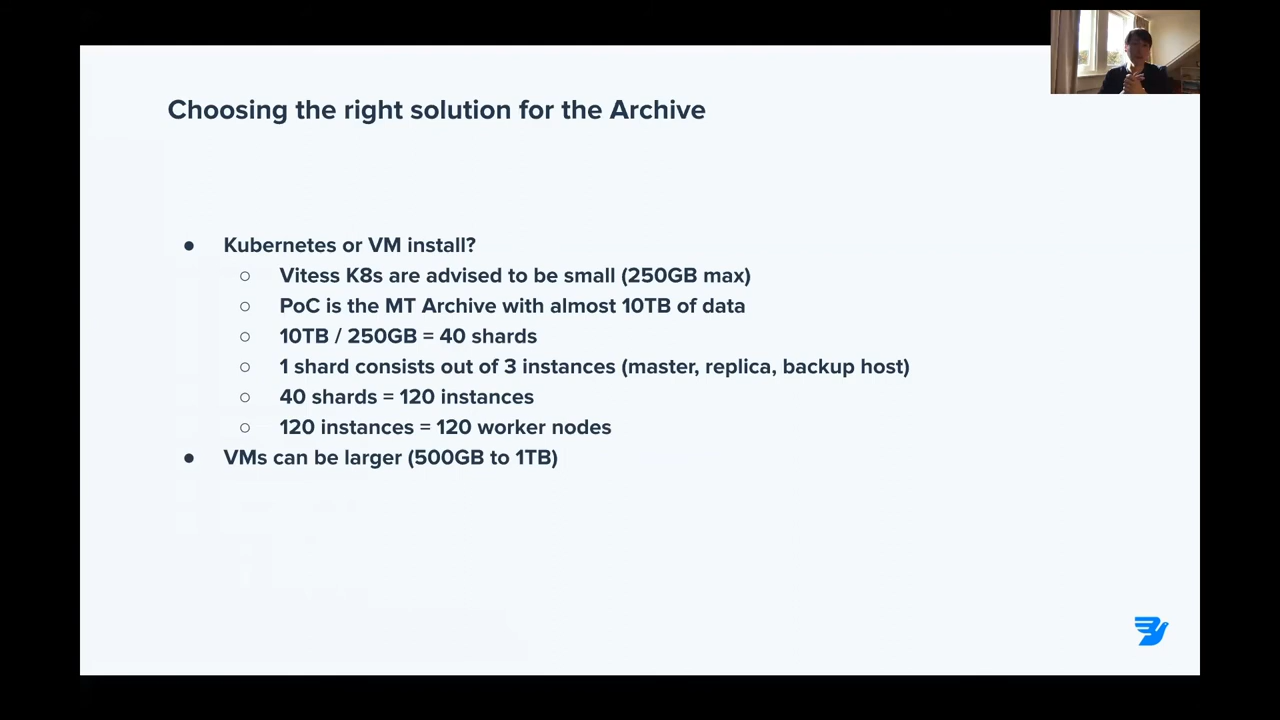 Choosing the right solution for the Archive
● Kubernetes or VM install?
○ Vitess K8s are advised to be small (250GB max)
○ PoC is the MT Archive with almost 10TB of data
○ 10TB / 250GB = 40 shards
○ 1 shard consists out of 3 instances (master, replica, backup host)
○ 40 shards = 120 instances
○ 120 instances = 120 worker nodes
● VMs can be larger (500GB to 1TB)